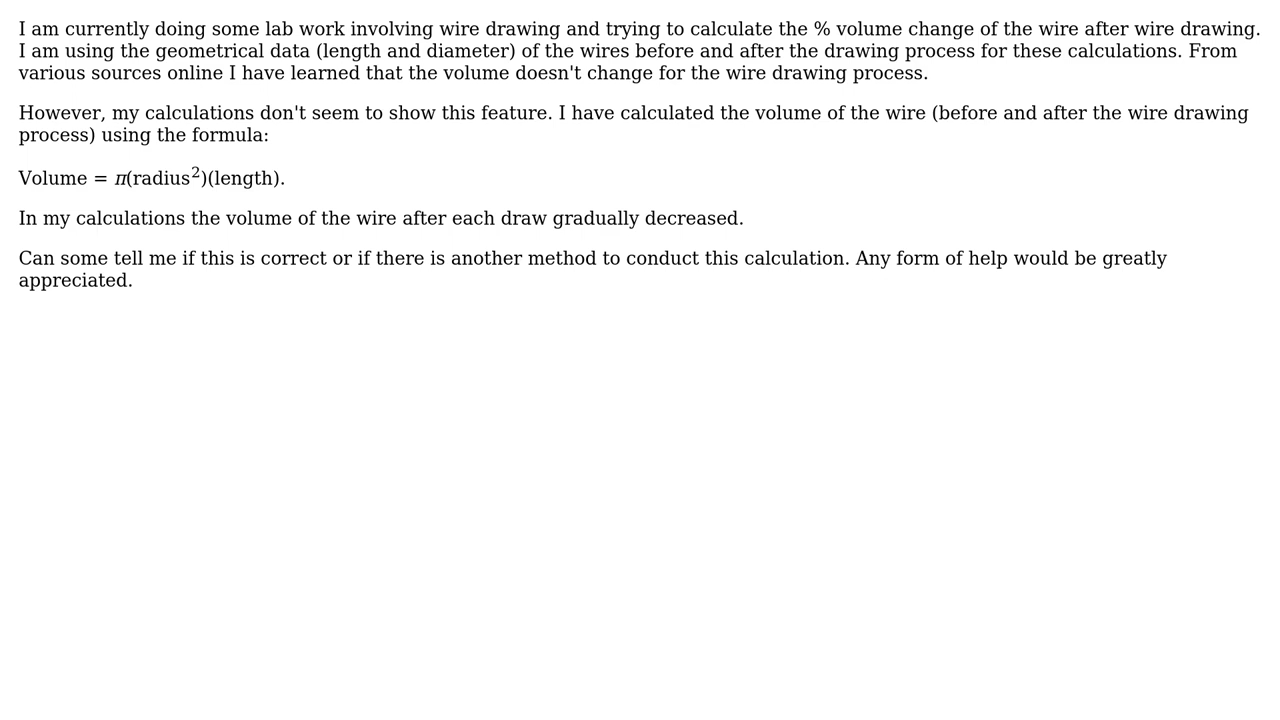 I am currently doing some lab work involving wire drawing and trying to calculate the % volume change of the wire after wire drawing.
I am using the geometrical data (length and diameter) of the wires before and after the drawing process for these calculations. From
various sources online I have learned that the volume doesn't change for the wire drawing process.
However, my calculations don't seem to show this feature. I have calculated the volume of the wire (before and after the wire drawing
process) using the formula:
Volume = π(radius²)(length).
In my calculations the volume of the wire after each draw gradually decreased.
Can some tell me if this is correct or if there is another method to conduct this calculation. Any form of help would be greatly
appreciated.